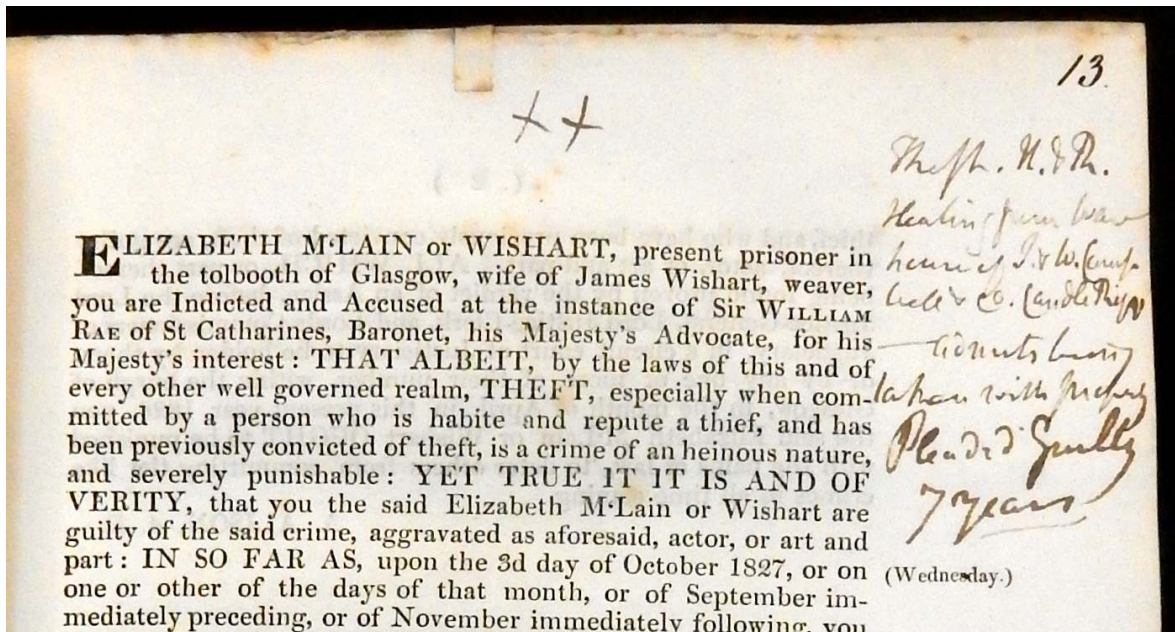 13
++
Theft. H. & R.
Stealing from ware
house of J. & W. Camp
bell & Co. Candleriggs
being
taken with property
Pleaded Guilty
7 years
ELIZABETH M‘LAIN or WISHART, present prisoner in
the tolbooth of Glasgow, wife of James Wishart, weaver,
you are Indicted and Accused at the instance of Sir WILLIAM
RAE of St Catharines, Baronet, his Majesty's Advocate, for his
Majesty's interest : THAT ALBEIT, by the laws of this and of
every other well governed realm, THEFT, especially when com-
mitted by a person who is habite and repute a thief, and has
been previously convicted of theft, is a crime of an heinous nature,
and severely punishable : YET TRUE IT IT IS AND OF
VERITY, that you the said Elizabeth M‘Lain or Wishart are
guilty of the said crime, aggravated as aforesaid, actor, or art and
part : IN SO FAR AS, upon the 3d day of October 1827, or on
(Wednesday.)
one or other of the days of that month, or of September im-
mediately preceding, or of November immediately following, you